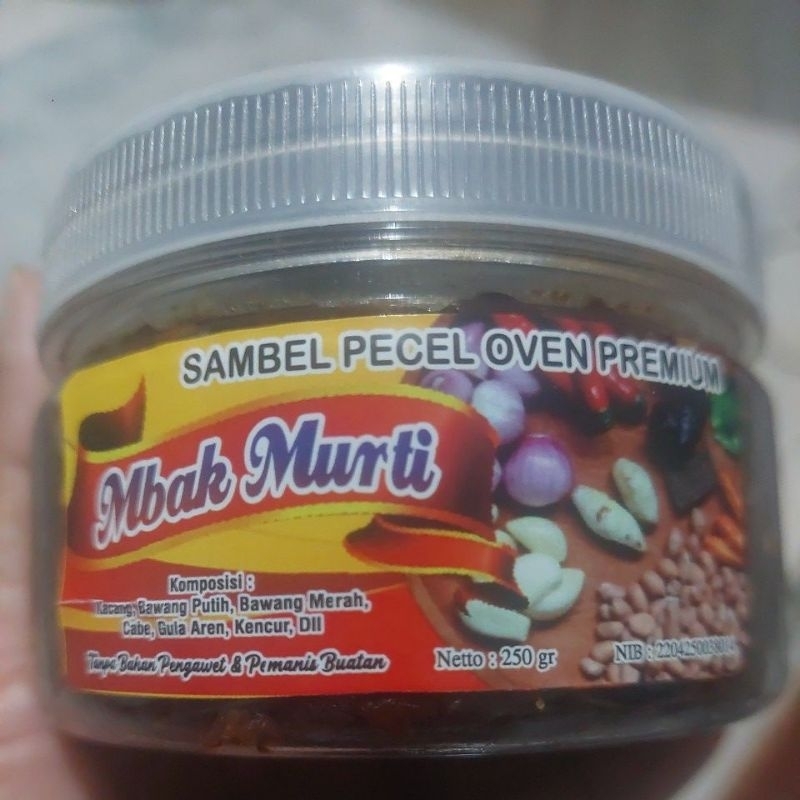 SAMBEL PECEL OVEN PREMIUM
Mbak Murti
Komposisi :
Kacang, Bawang Putih, Bawang Merah,
Cabe, Gula Aren, Kencur, Dll
Tanpa Bahan Pengawet & Pemanis Buatan
Netto : 250 gr
NIB :